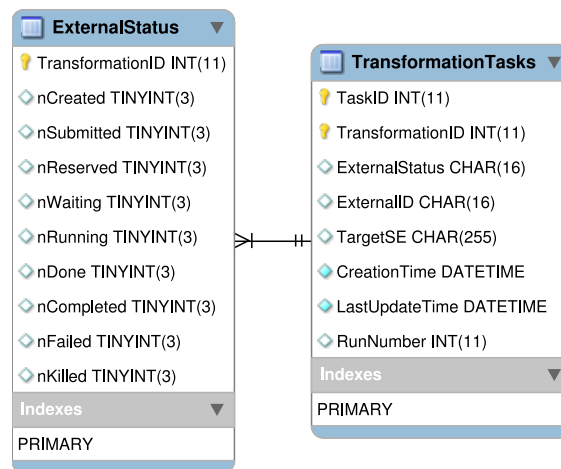 ExternalStatus
TransformationID INT(11)
nCreated TINYINT(3)
nSubmitted TINYINT(3)
nReserved TINYINT(3)
nWaiting TINYINT(3)
nRunning TINYINT(3)
nDone TINYINT(3)
nCompleted TINYINT(3)
nFailed TINYINT(3)
nKilled TINYINT(3)
Indexes
PRIMARY
TransformationTasks
TaskID INT(11)
TransformationID INT(11)
ExternalStatus CHAR(16)
ExternalID CHAR(16)
TargetSE CHAR(255)
CreationTime DATETIME
LastUpdateTime DATETIME
RunNumber INT(11)
Indexes
PRIMARY